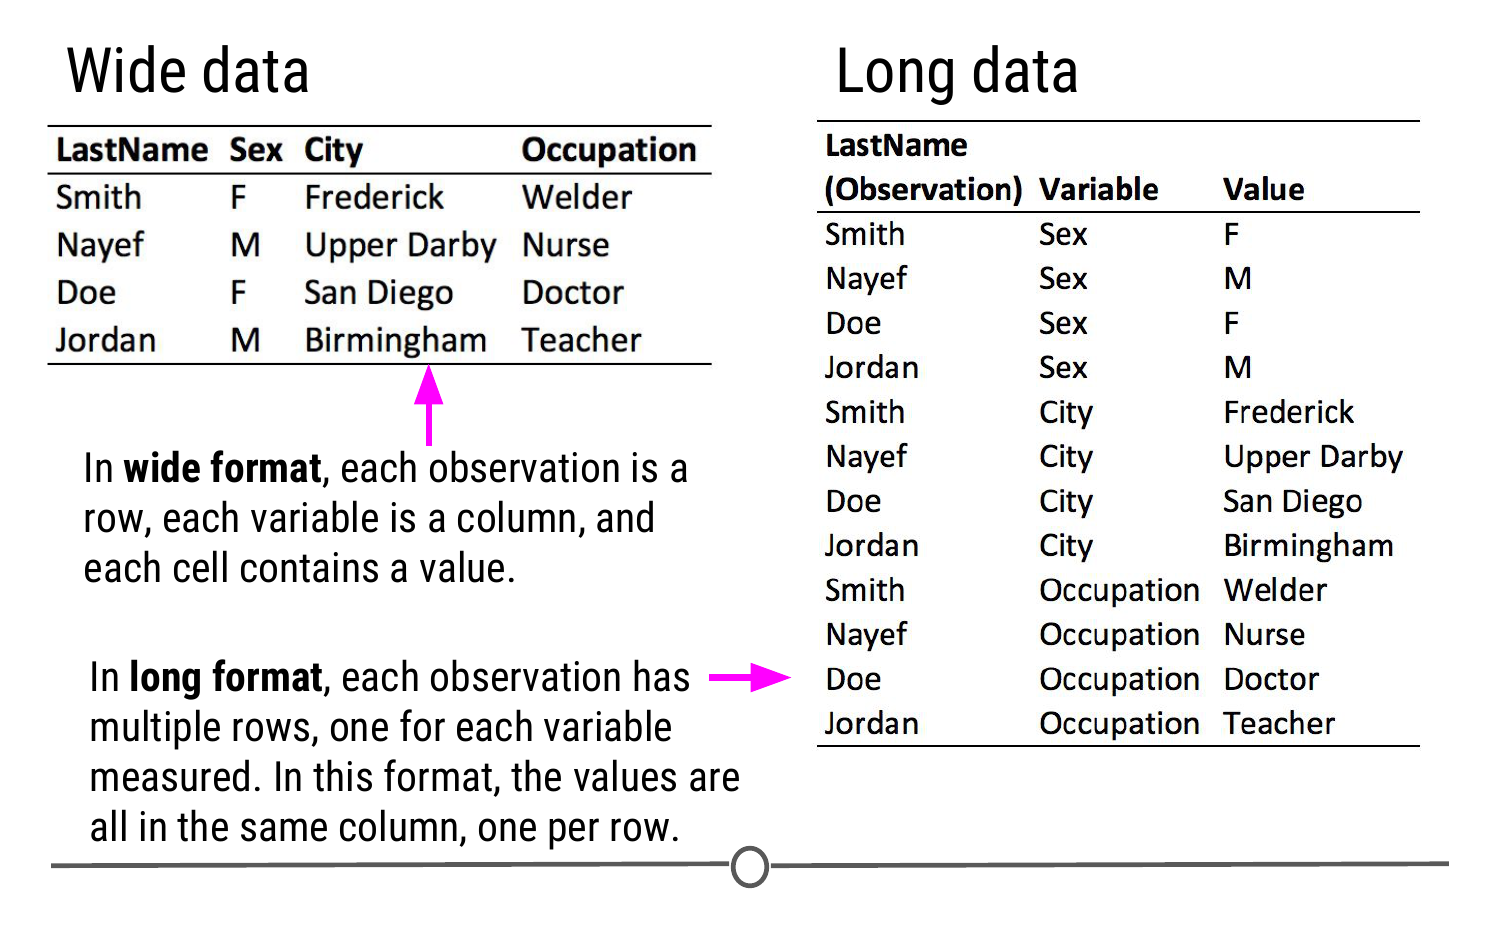 Wide data
LastName Sex City Occupation
Smith F Frederick Welder
Nayef M Upper Darby Nurse
Doe F San Diego Doctor
Jordan M Birmingham Teacher
In wide format, each observation is a
row, each variable is a column, and
each cell contains a value.
In long format, each observation has
multiple rows, one for each variable
measured. In this format, the values are
all in the same column, one per row.
Long data
LastName
(Observation) Variable Value
Smith Sex F
Nayef Sex M
Doe Sex F
Jordan Sex M
Smith City Frederick
Nayef City Upper Darby
Doe City San Diego
Jordan City Birmingham
Smith Occupation Welder
Nayef Occupation Nurse
Doe Occupation Doctor
Jordan Occupation Teacher